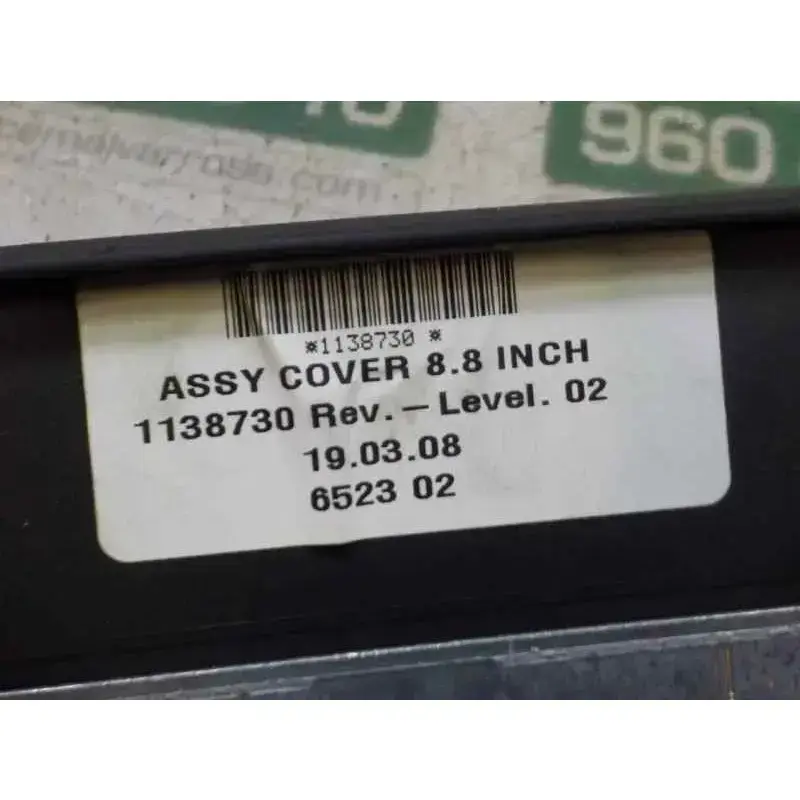 960
*1138730 *
ASSY COVER 8.8 INCH
1138730 Rev. – Level. 02
19.03.08
6523 02